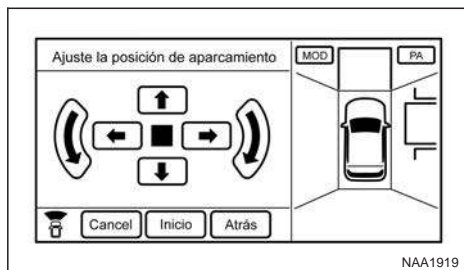 Ajuste la posición de aparcamiento
MOD
PA
Cancel
Inicio
Atrás
NAA1919